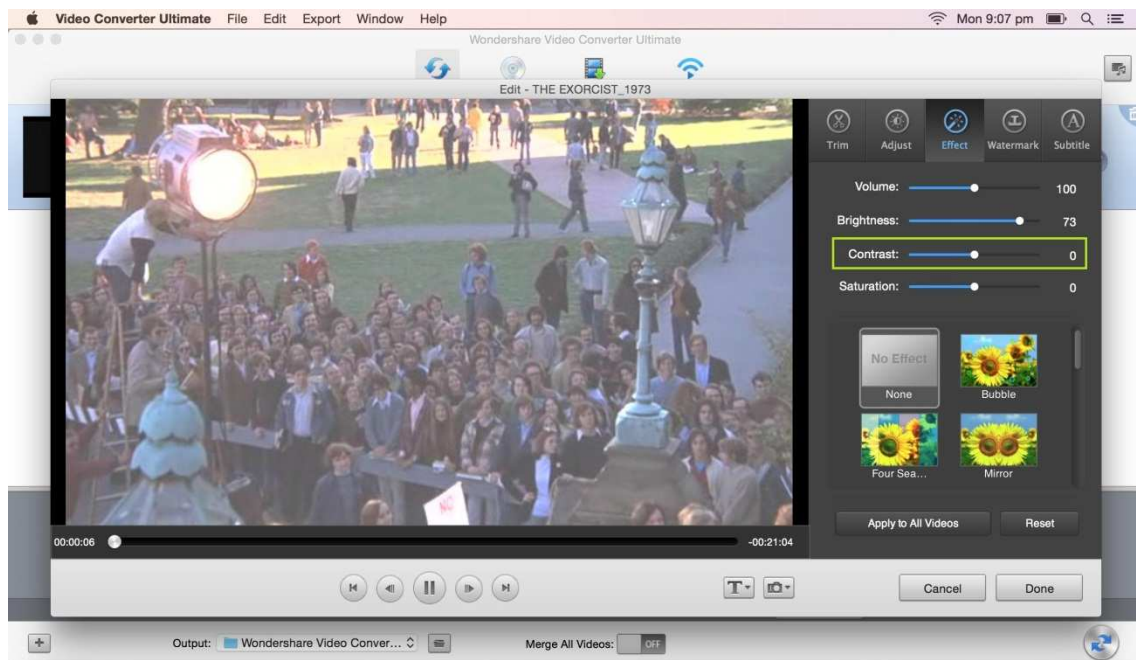 Video Converter Ultimate File Edit Export Window Help Mon 9:07 pm
Wondershare Video Converter Ultimate
Edit - THE EXORCIST_1973
Trim Adjust Effect Watermark Subtitle
Volume: 100
Brightness: 73
Contrast: 0
Saturation: 0
No Effect
None Bubble
Four Sea... Mirror
NO
Apply to All Videos Reset
00:00:06 -00:21:04
T
Cancel Done
Output: Wondershare Video Conver... Merge All Videos: OFF